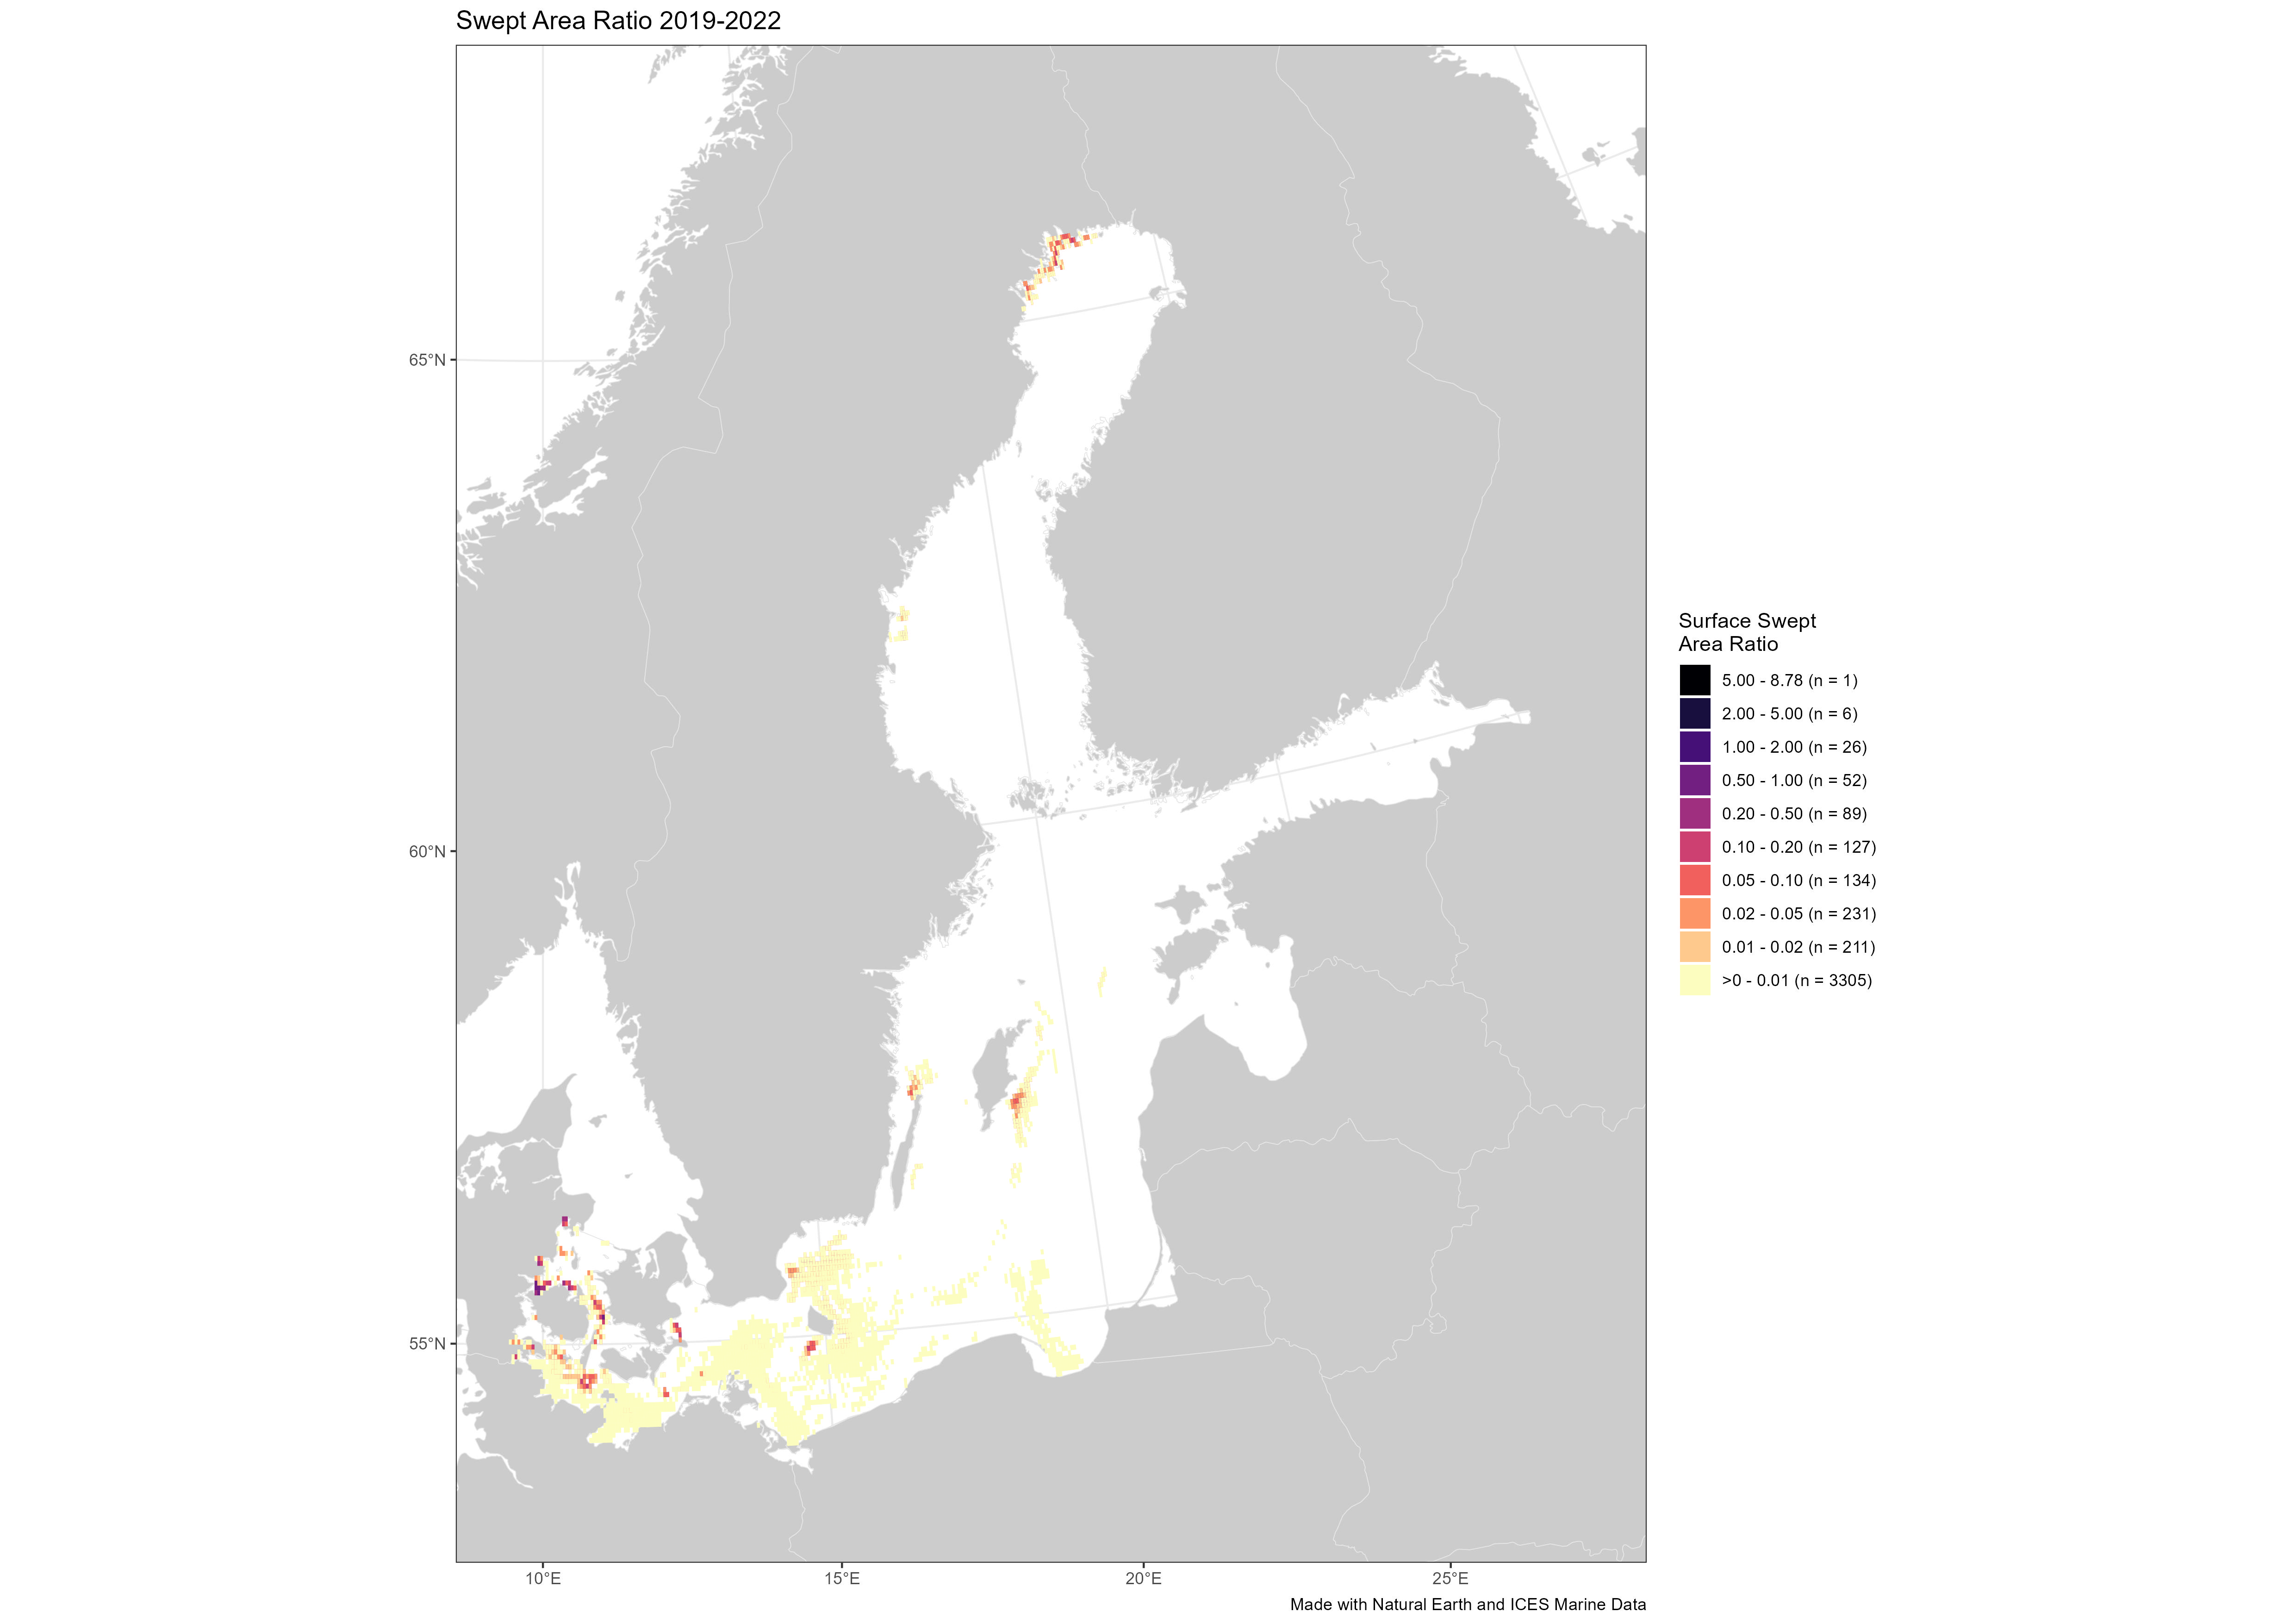 Swept Area Ratio 2019-2022
65°N
60°N
55°N
10°E
15°E
20°E
25°E
Surface Swept
Area Ratio
5.00 - 8.78 (n = 1)
2.00 - 5.00 (n = 6)
1.00 - 2.00 (n = 26)
0.50 - 1.00 (n = 52)
0.20 - 0.50 (n = 89)
0.10 - 0.20 (n = 127)
0.05 - 0.10 (n = 134)
0.02 - 0.05 (n = 231)
0.01 - 0.02 (n = 211)
>0 - 0.01 (n = 3305)
Made with Natural Earth and ICES Marine Data